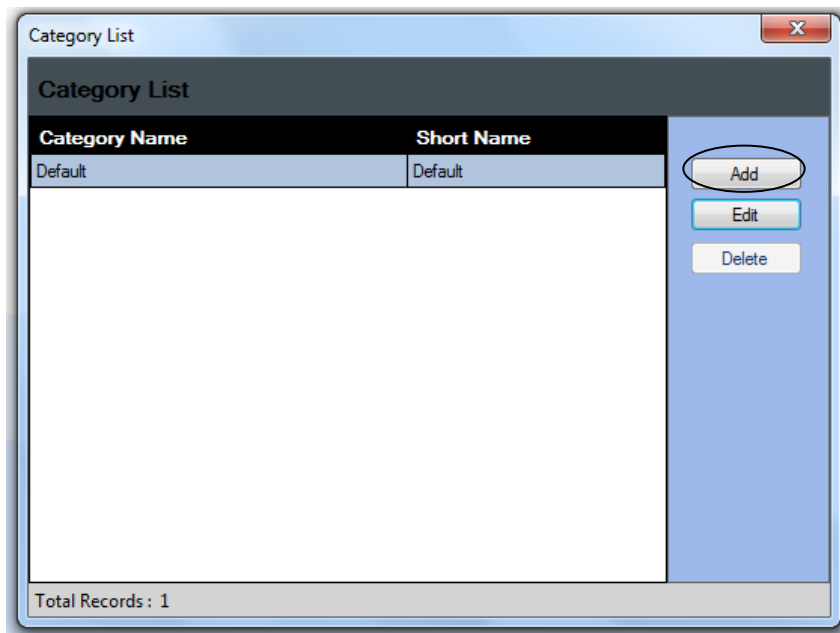 Category List
Category List
Category Name Short Name
Default Default
Add
Edit
Delete
Total Records : 1